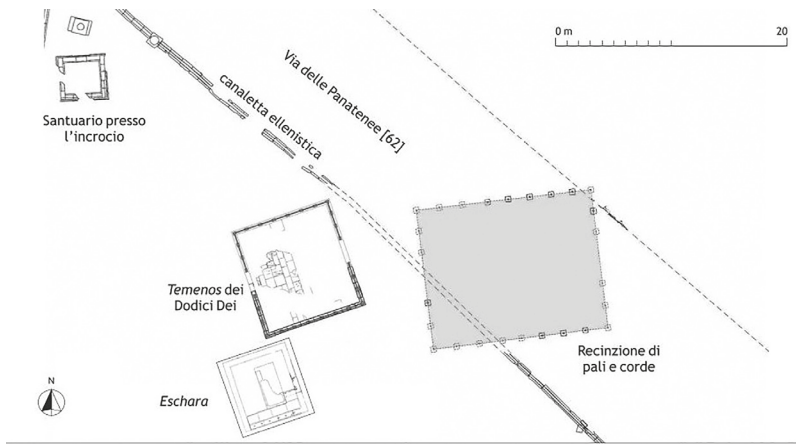 0 m
20
Via delle Panatenee [62]
canaletta ellenistica
Santuario presso
l'incrocio
Temenos dei
Dodici Dei
Eschara
Recinzione di
pali e corde
N